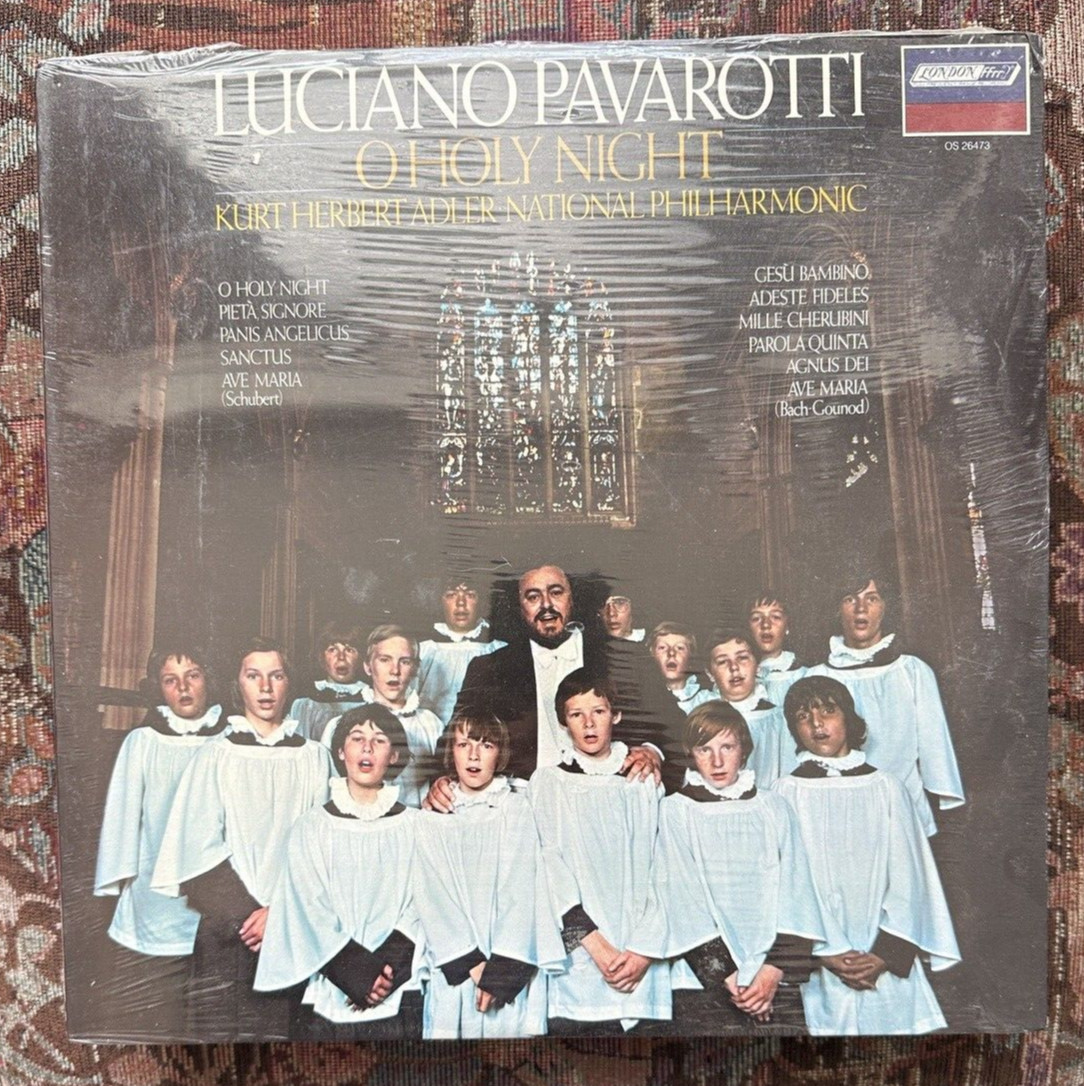 LUCIANO PAVAROTTI
LONDON ffrr
OS 26473
O HOLY NIGHT
KURT HERBERT ADLER·NATIONAL PHILHARMONIC
O HOLY NIGHT
PIETÀ, SIGNORE
PANIS ANGELICUS
SANCTUS
AVE MARIA
(Schubert)
GESÙ BAMBINO
ADESTE FIDELES
MILLE CHERUBINI
PAROLA QUINTA
AGNUS DEI
AVE MARIA
(Bach-Gounod)